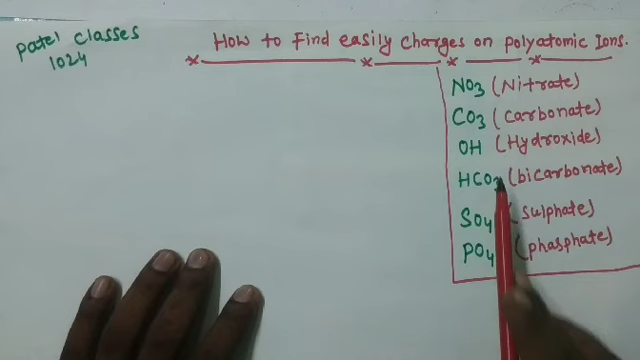 Patel classes
1024
How to Find easily Charges on polyatomic Ions.
NO3 (Nitrate)
CO3 (carbonate)
OH (Hydroxide)
HCO3 (bicarbonate)
SO4 (sulphate)
PO4 (phosphate)